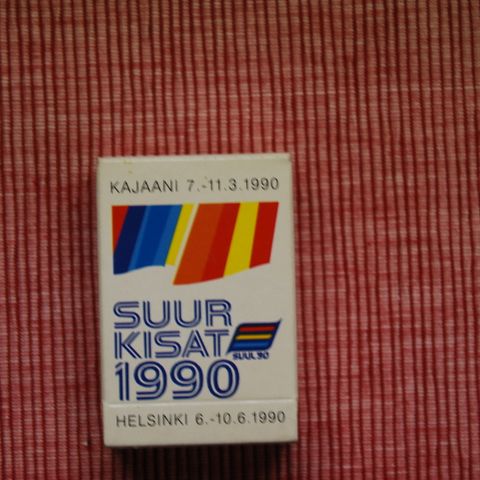 KAJAANI 7.-11.3.1990
SUUR
KISAT
SUUL 90
1990
HELSINKI 6.-10.6.1990